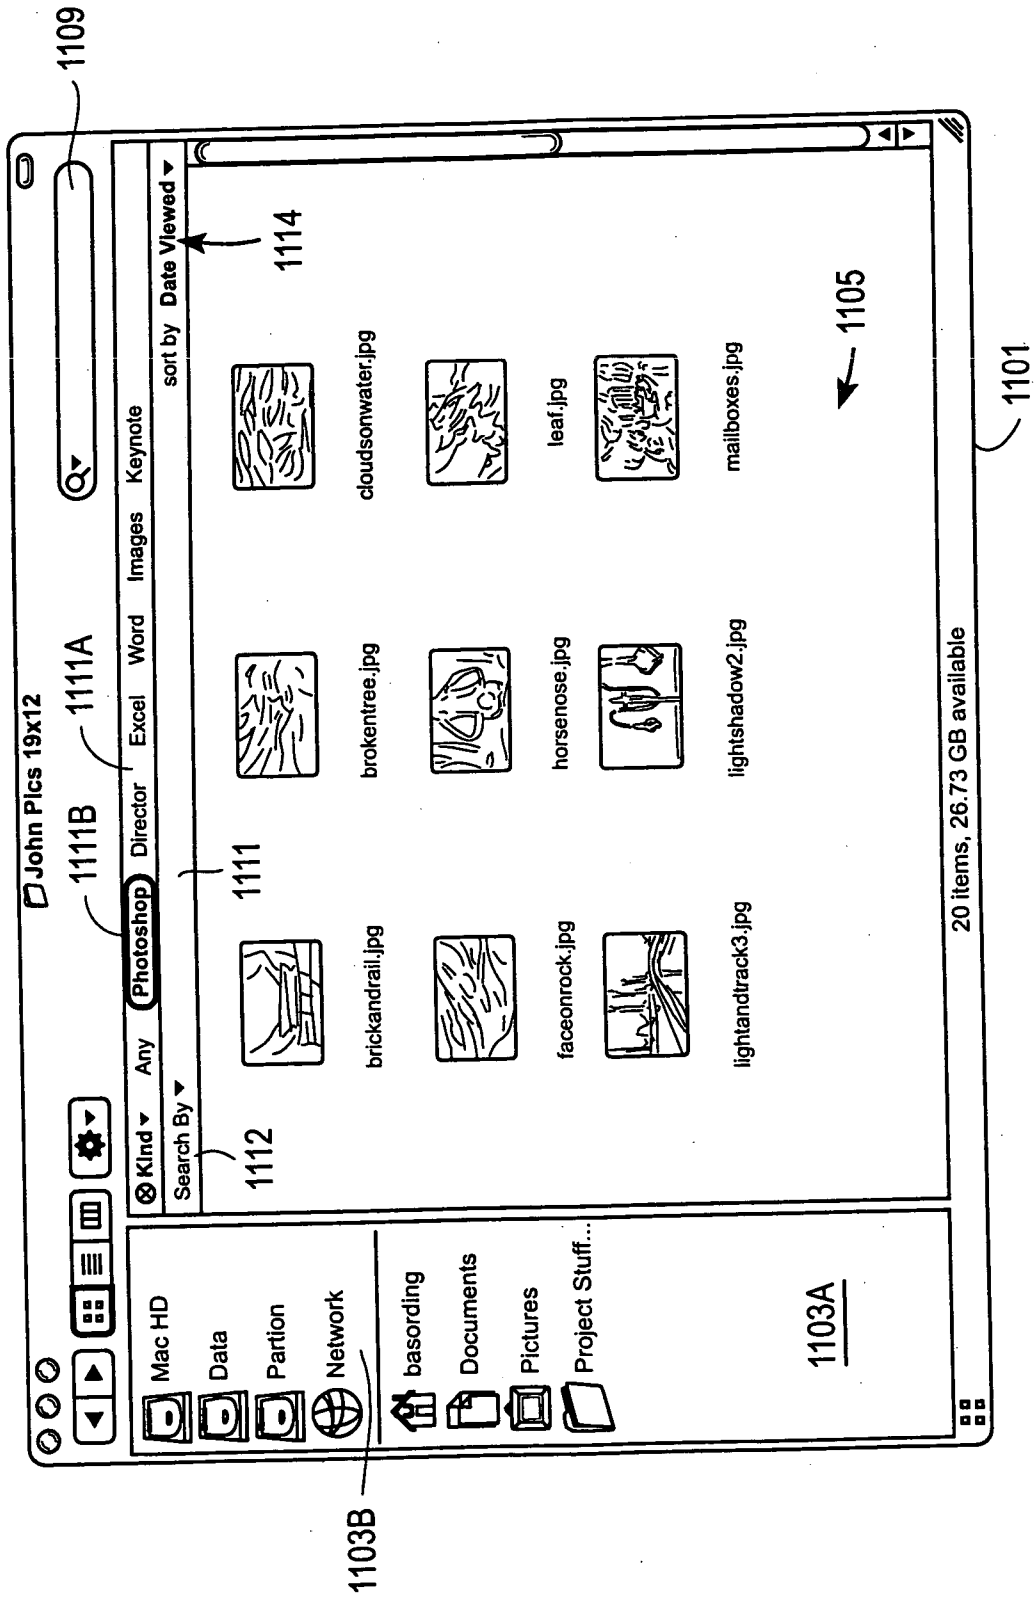 John PIcs 19x12
1109
1111B
1111A
KInd
Any
Photoshop
Director
Excel
Word
Images
Keynote
Search By
sort by Date Viewed
1112
1111
1114
Mac HD
Data
Partion
Network
1103B
basording
Documents
Pictures
Project Stuff...
1103A
brickandrail.jpg
brokentree.jpg
cloudsonwater.jpg
faceonrock.jpg
horsenose.jpg
leaf.jpg
lightandtrack3.jpg
lightshadow2.jpg
mailboxes.jpg
1105
20 items, 26.73 GB available
1101